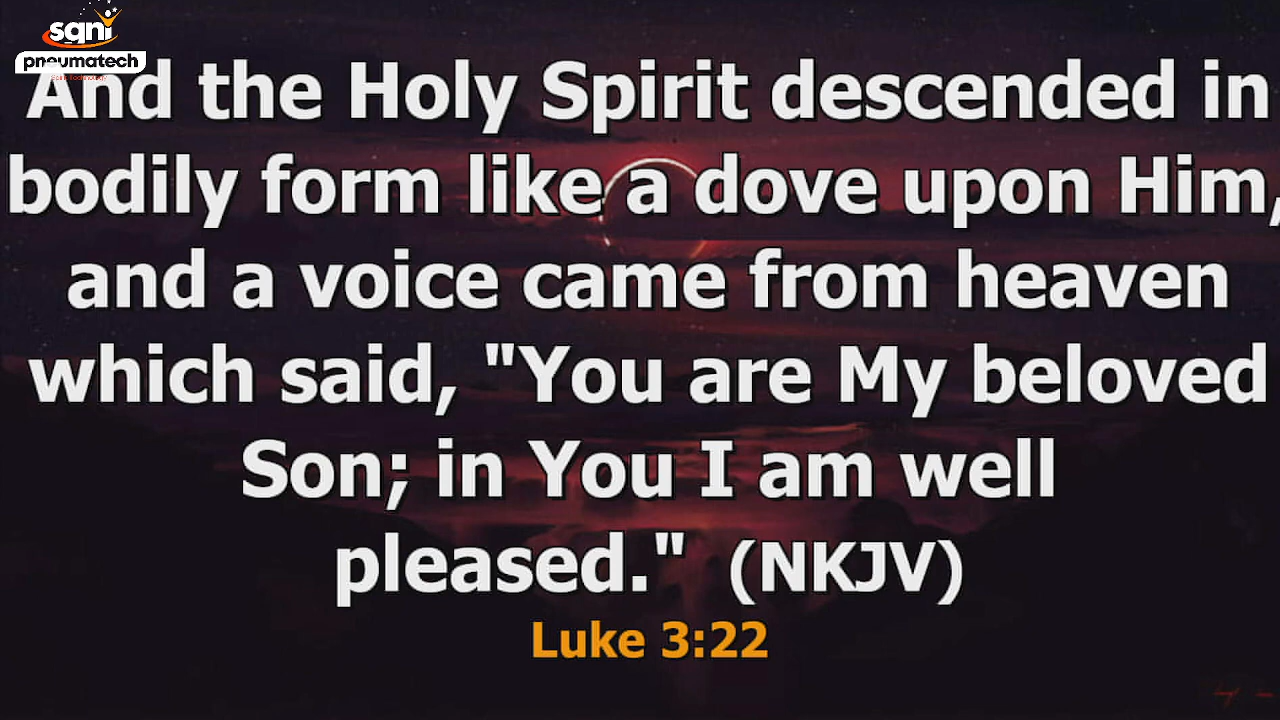 sqni
pneumatech
And the Holy Spirit descended in
bodily form like a dove upon Him,
and a voice came from heaven
which said, "You are My beloved
Son; in You I am well
pleased." (NKJV)
Luke 3:22